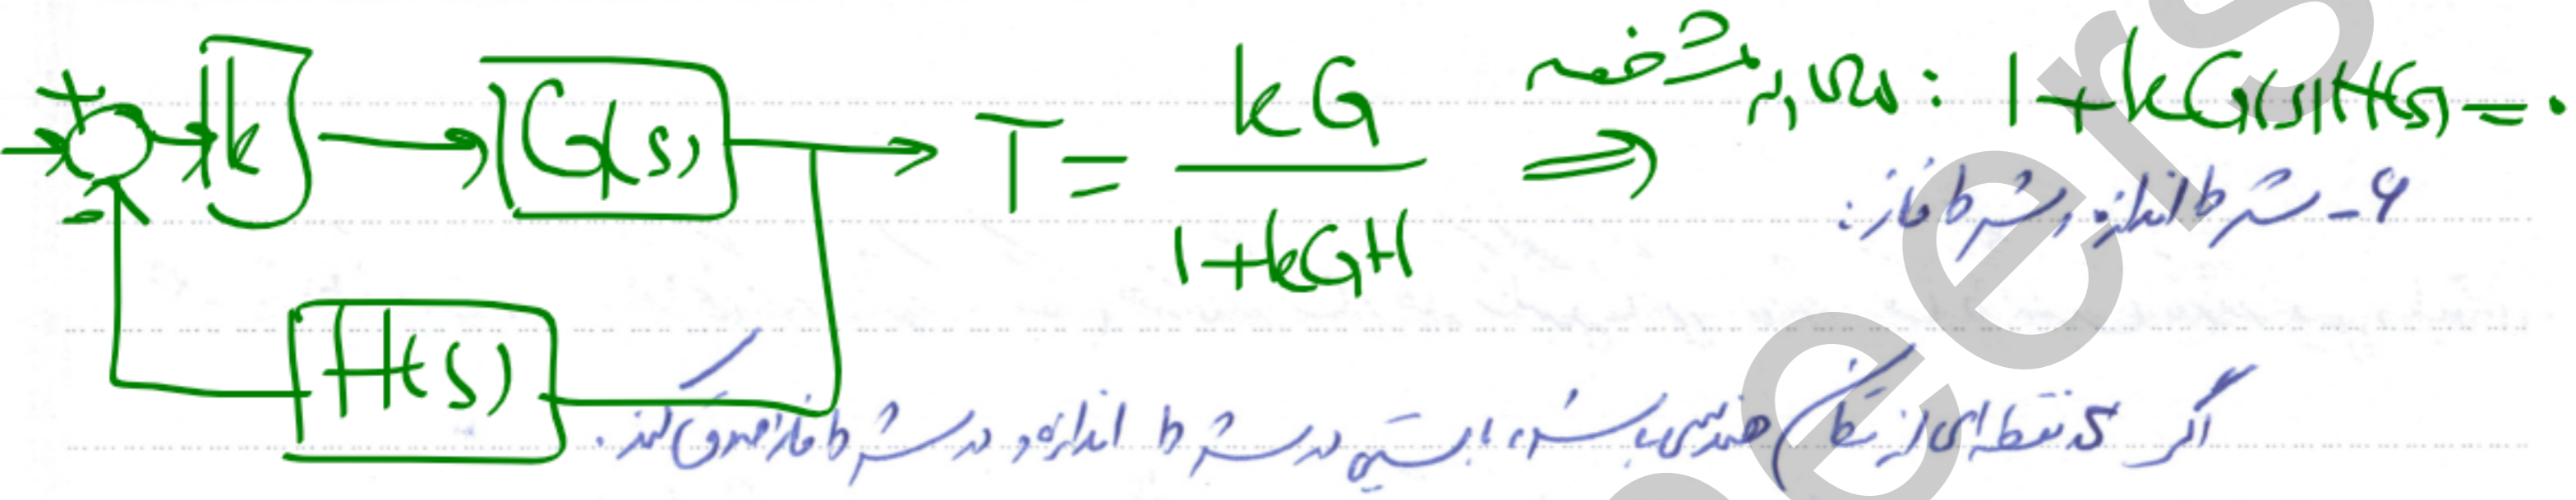 + k G(s) T = kG / 1+kGH ⇒ معادله مشخصه : 1+kG(s)H(s)=0
-
۶- شرط اندازه و شرط فاز:
H(s)
اگر s نقطه‌ای از مکان هندسی باشد، بایستی در شرط اندازه و در شرط فاز صدق کند.
eers